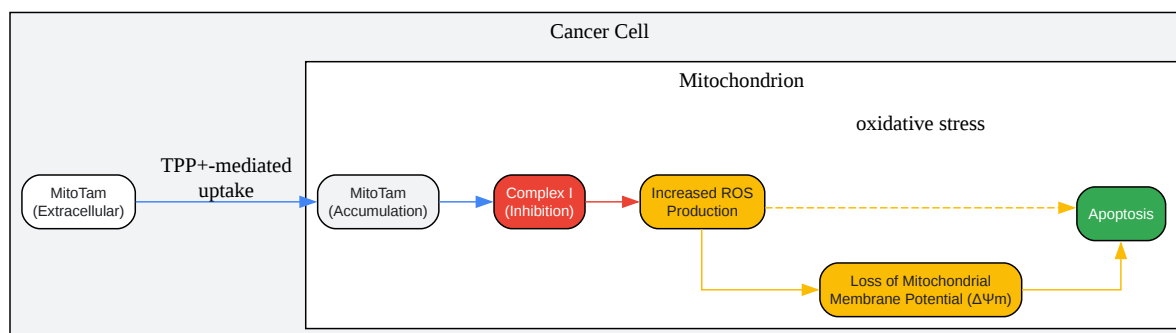 Cancer Cell
Mitochondrion
oxidative stress
TPP+-mediated
uptake
MitoTam
(Extracellular)
MitoTam
(Accumulation)
Complex I
(Inhibition)
Increased ROS
Production
Apoptosis
Loss of Mitochondrial
Membrane Potential (ΔΨm)